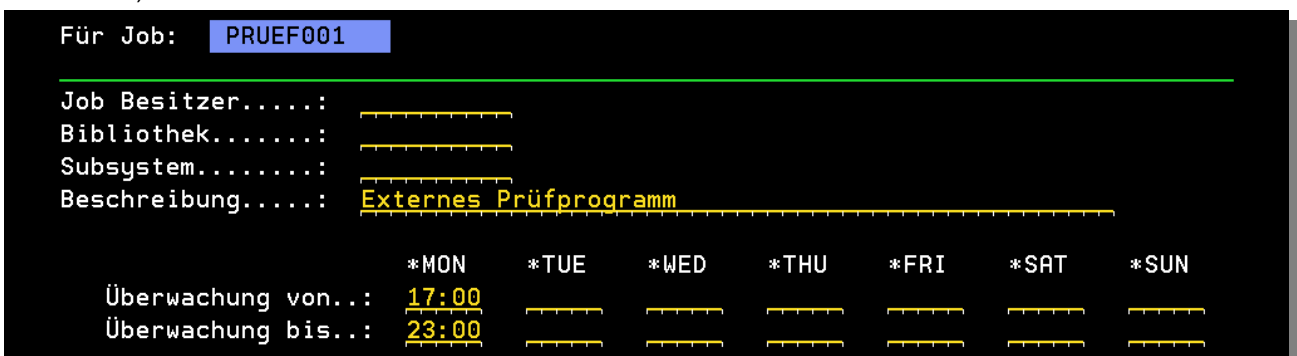 Für Job: PRUEF001
Job Besitzer.....:
Bibliothek.......:
Subsystem........:
Beschreibung.....: Externes Prüfprogramm
*MON *TUE *WED *THU *FRI *SAT *SUN
Überwachung von..: 17:00
Überwachung bis..: 23:00